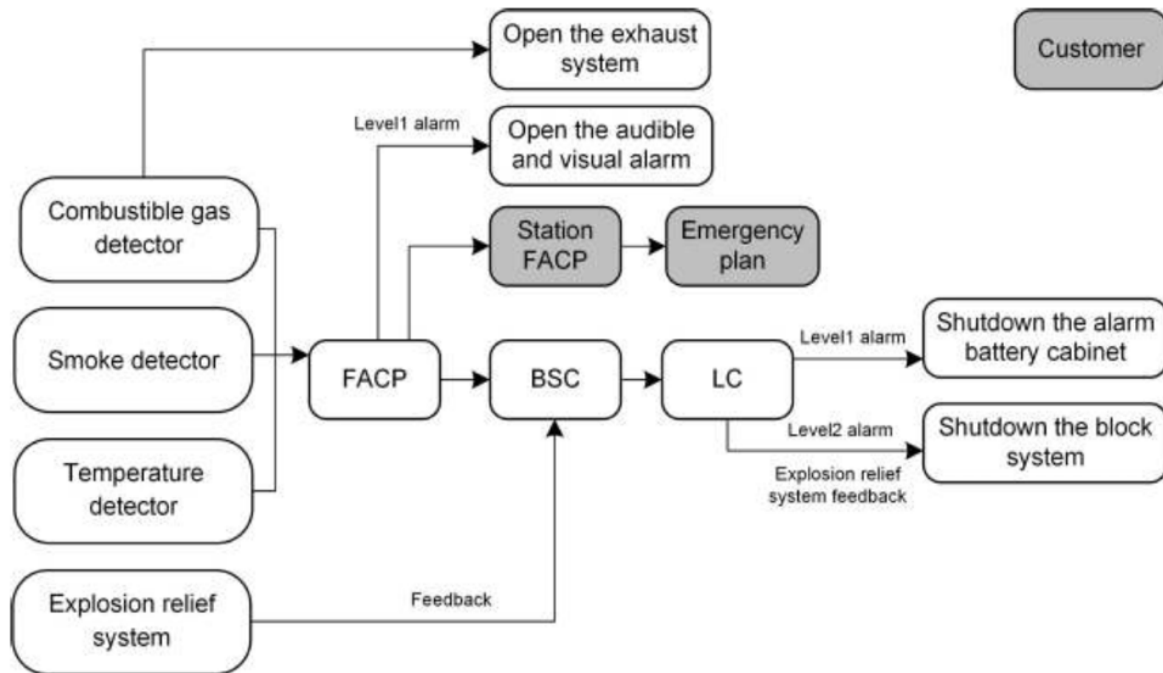 Open the exhaust
system
Customer
Level1 alarm
Open the audible
and visual alarm
Combustible gas
detector
Station
FACP
Emergency
plan
Smoke detector
FACP
BSC
LC
Level1 alarm
Shutdown the alarm
battery cabinet
Level2 alarm
Explosion relief
system feedback
Shutdown the block
system
Temperature
detector
Explosion relief
system
Feedback